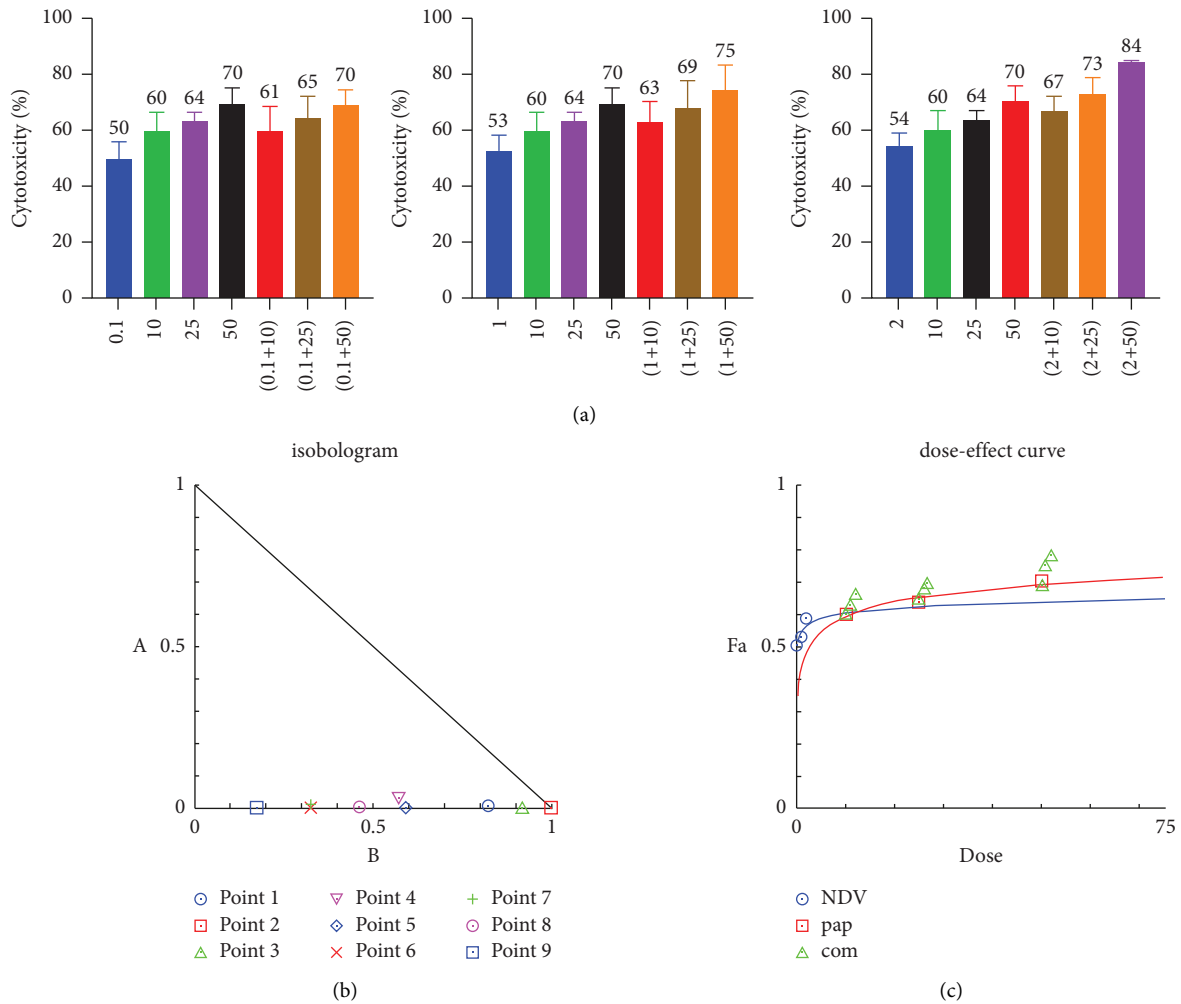 100
80
60
40
20
0
Cytotoxicity (%)
50
60
64
70
61
65
70
0.1
10
25
50
(0.1+10)
(0.1+25)
(0.1+50)
100
80
60
40
20
0
Cytotoxicity (%)
53
60
64
70
63
69
75
1
10
25
50
(1+10)
(1+25)
(1+50)
100
80
60
40
20
0
Cytotoxicity (%)
54
60
64
70
67
73
84
2
10
25
50
(2+10)
(2+25)
(2+50)
(a)
isobologram
1
A
0.5
0
0
0.5
1
B
Point 1
Point 2
Point 3
Point 4
Point 5
Point 6
Point 7
Point 8
Point 9
(b)
dose-effect curve
1
Fa
0.5
0
0
75
Dose
NDV
pap
com
(c)